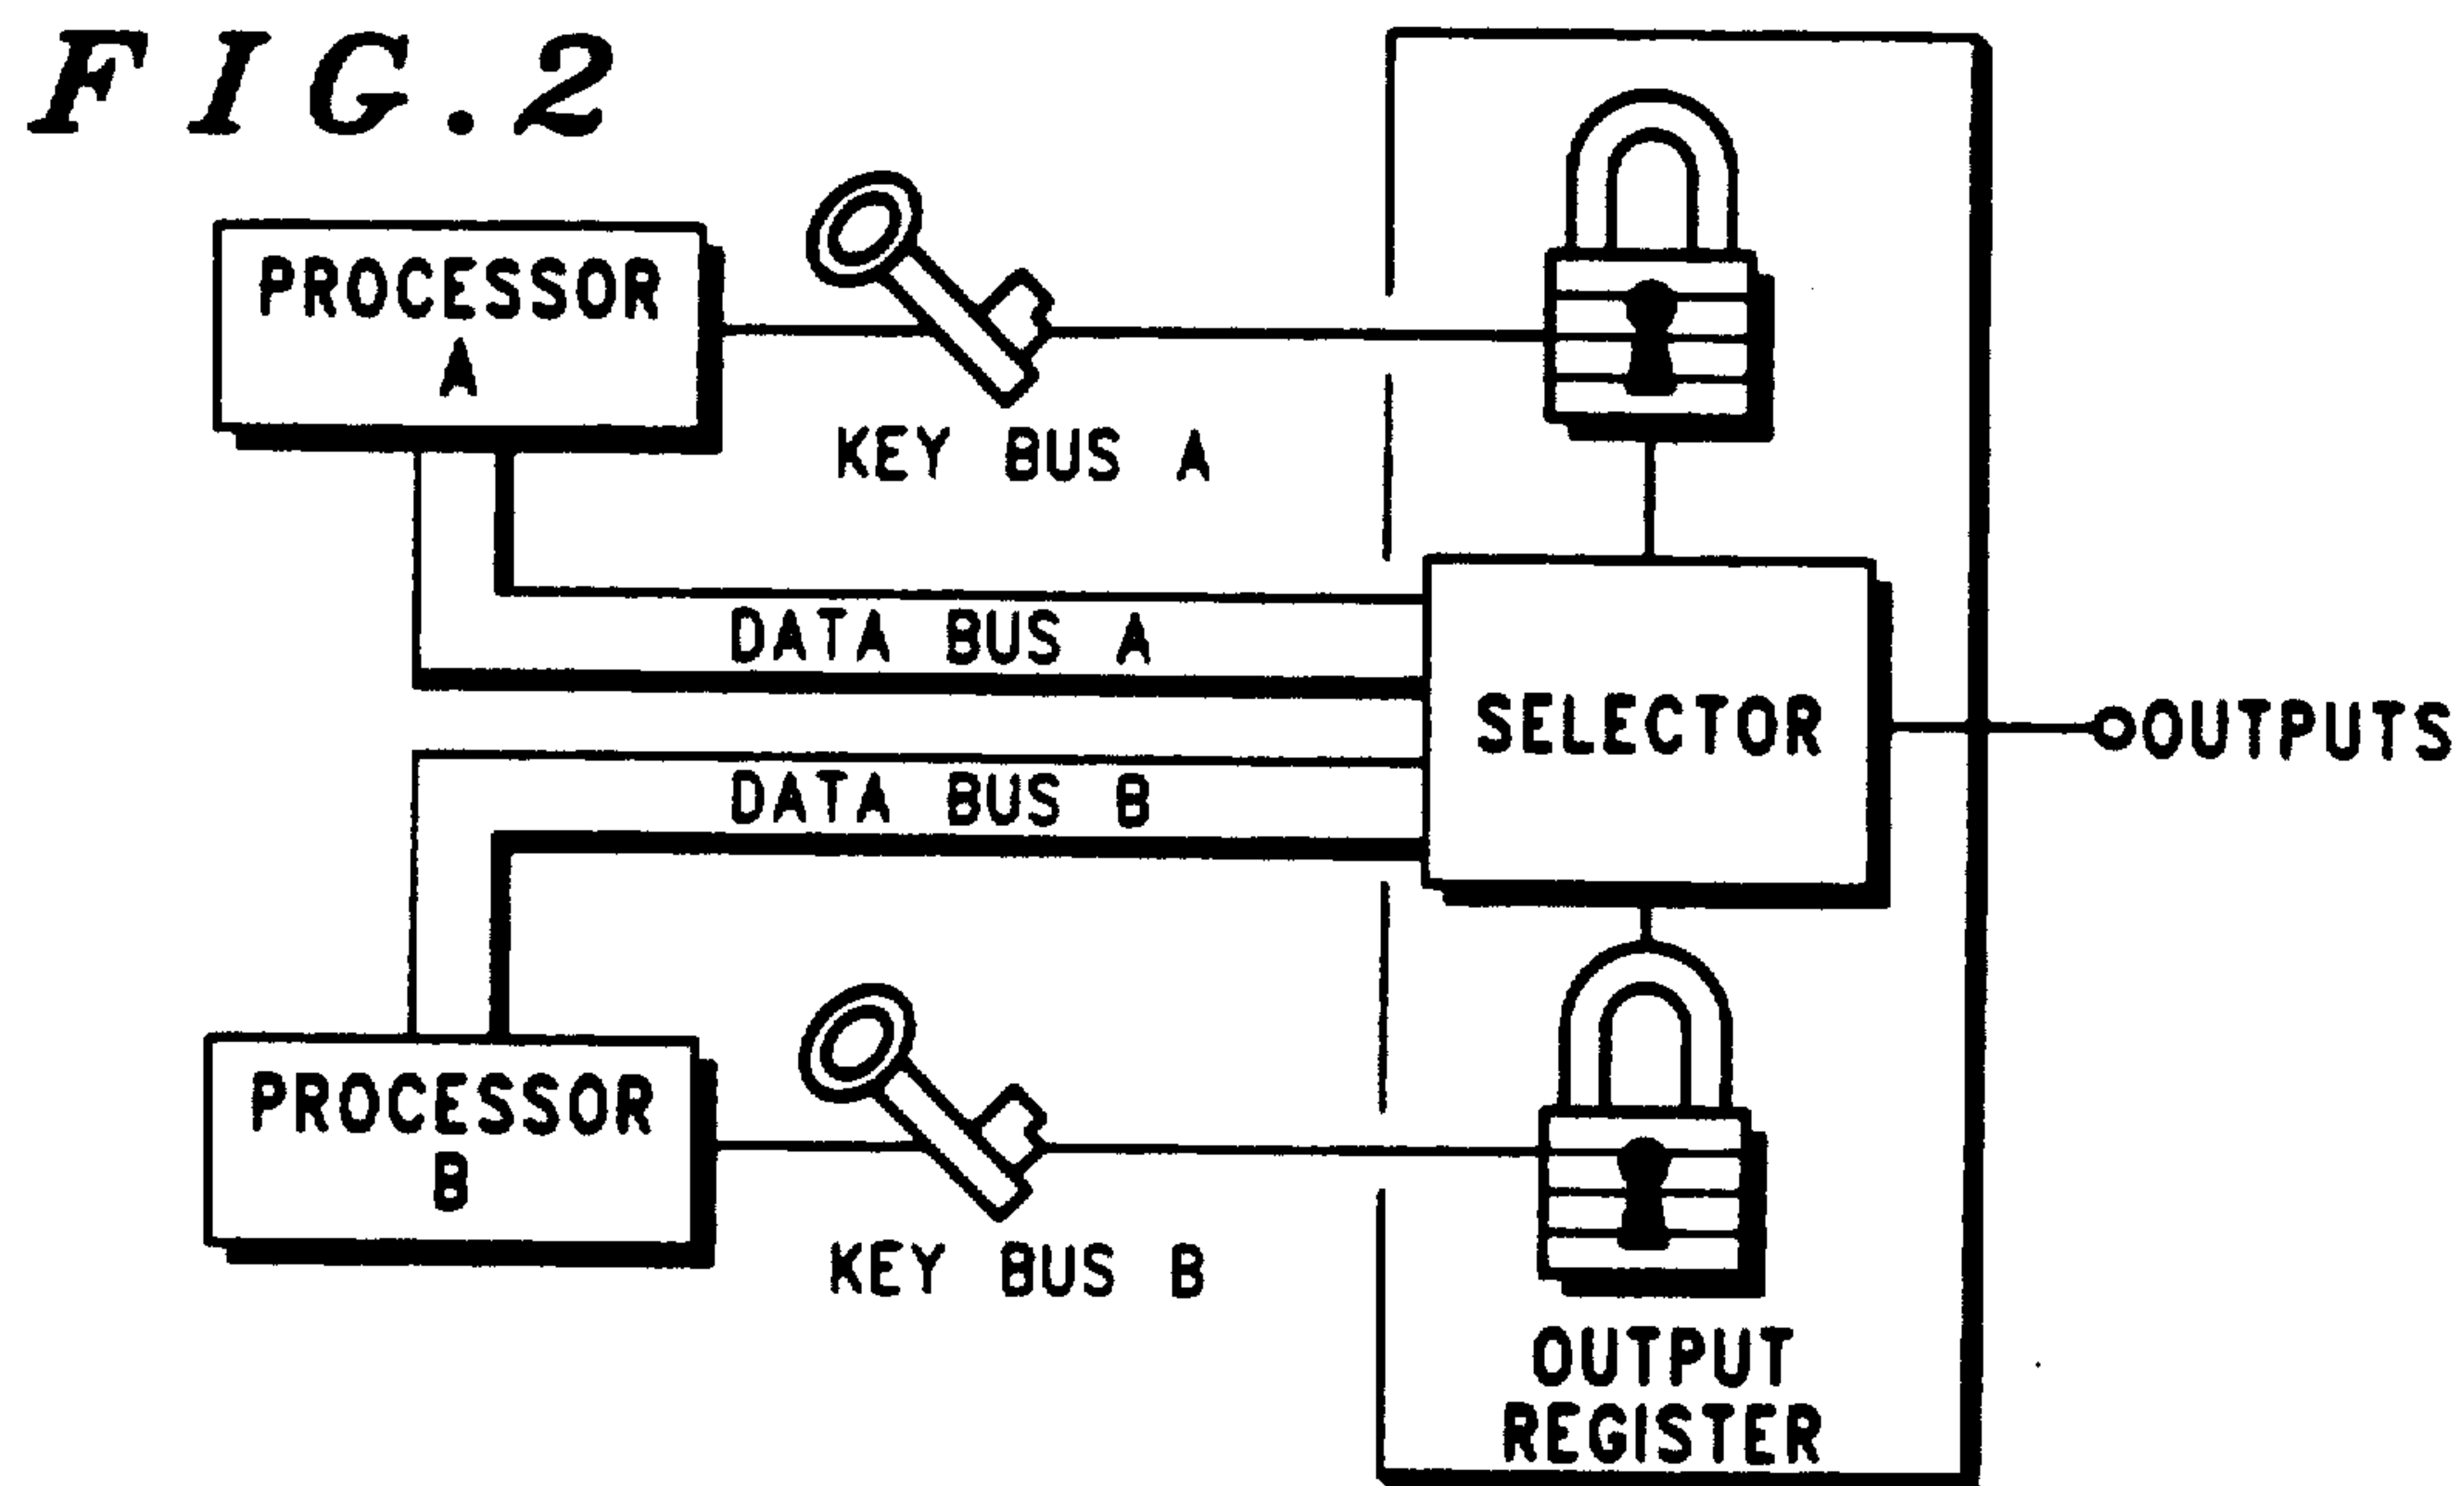 FIG.2
PROCESSOR
A
KEY BUS A
DATA BUS A
SELECTOR
OUTPUTS
DATA BUS B
PROCESSOR
B
KEY BUS B
OUTPUT
REGISTER